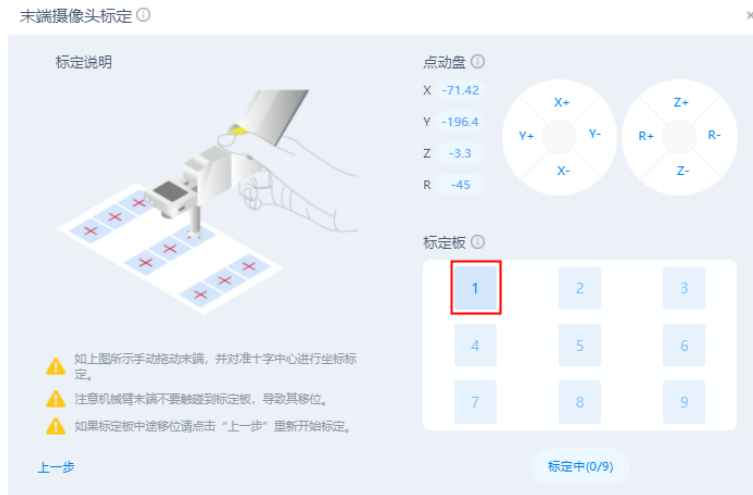 末端摄像头标定
标定说明
点动盘
X -71.42
Y -196.4
Z -3.3
R -45
X+
Y+ Y-
X-
Z+
R+ R-
Z-
标定板
1 2 3
4 5 6
7 8 9
如上图所示手动拖动末端，并对准十字中心进行坐标标
定。
注意机械臂末端不要触碰到标定板，导致其移位。
如果标定板中途移位请点击“上一步”重新开始标定。
上一步
标定中(0/9)